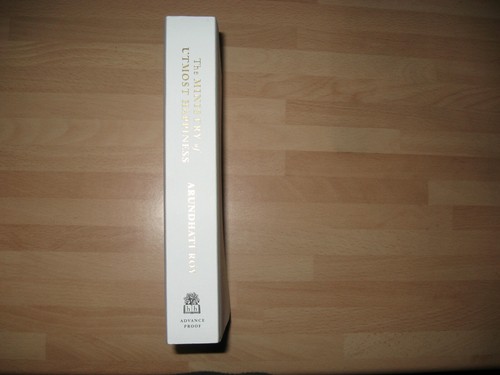 The MINISTRY of
UTMOST HAPPINESS
ARUNDHATI ROY
ADVANCE
PROOF